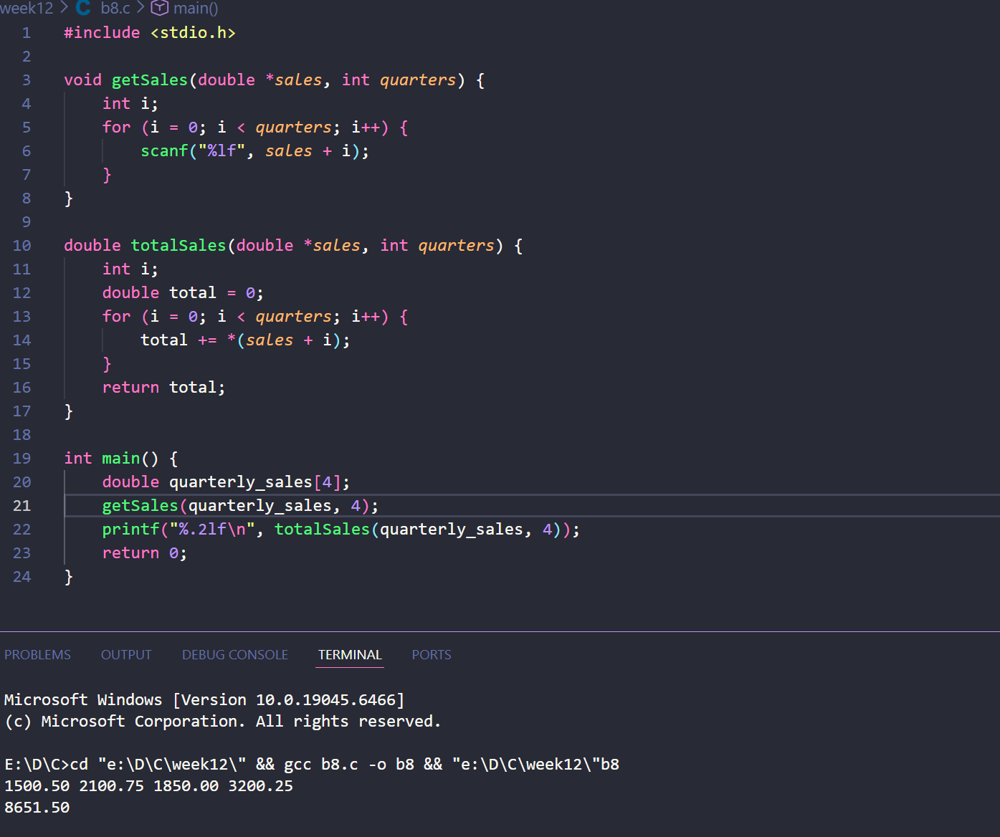 week12 > C b8.c > main()
1 #include <stdio.h>
2
3 void getSales(double *sales, int quarters) {
4     int i;
5     for (i = 0; i < quarters; i++) {
6         scanf("%lf", sales + i);
7     }
8 }
9
10 double totalSales(double *sales, int quarters) {
11     int i;
12     double total = 0;
13     for (i = 0; i < quarters; i++) {
14         total += *(sales + i);
15     }
16     return total;
17 }
18
19 int main() {
20     double quarterly_sales[4];
21     getSales(quarterly_sales, 4);
22     printf("%.2lf\n", totalSales(quarterly_sales, 4));
23     return 0;
24 }
PROBLEMS OUTPUT DEBUG CONSOLE TERMINAL PORTS
Microsoft Windows [Version 10.0.19045.6466]
(c) Microsoft Corporation. All rights reserved.
E:\D\C>cd "e:\D\C\week12\" && gcc b8.c -o b8 && "e:\D\C\week12\"b8
1500.50 2100.75 1850.00 3200.25
8651.50